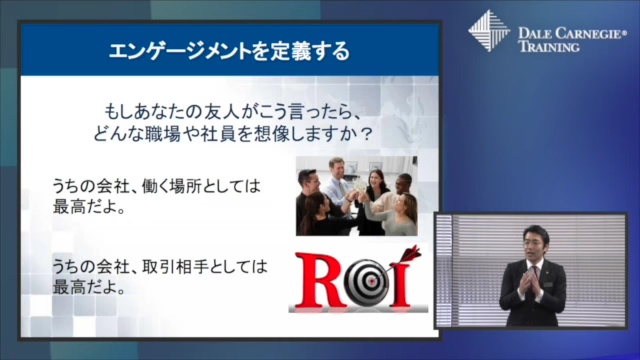 エンゲージメントを定義する
DALE CARNEGIE®
TRAINING
もしあなたの友人がこう言ったら、
どんな職場や社員を想像しますか？
うちの会社、働く場所としては
最高だよ。
うちの会社、取引相手としては
最高だよ。
ROI